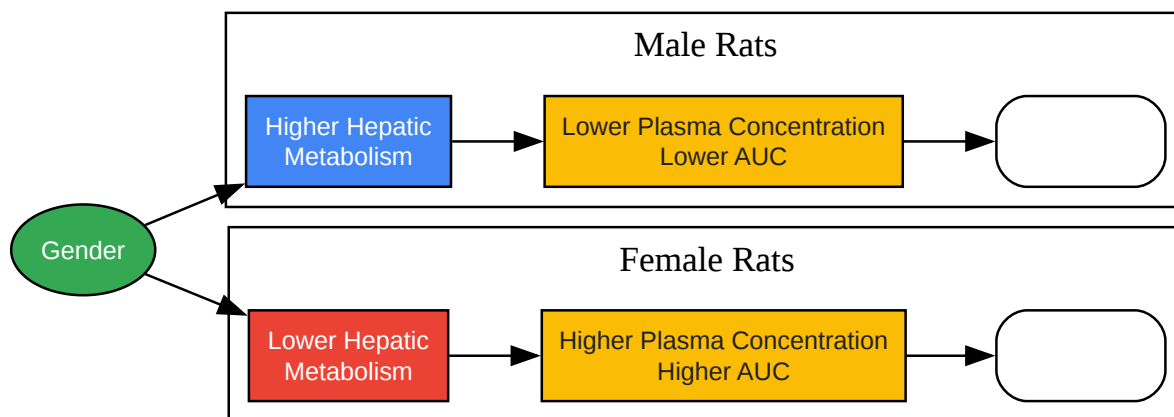 Male Rats
Higher Hepatic
Metabolism
Lower Plasma Concentration
Lower AUC
Gender
Female Rats
Lower Hepatic
Metabolism
Higher Plasma Concentration
Higher AUC